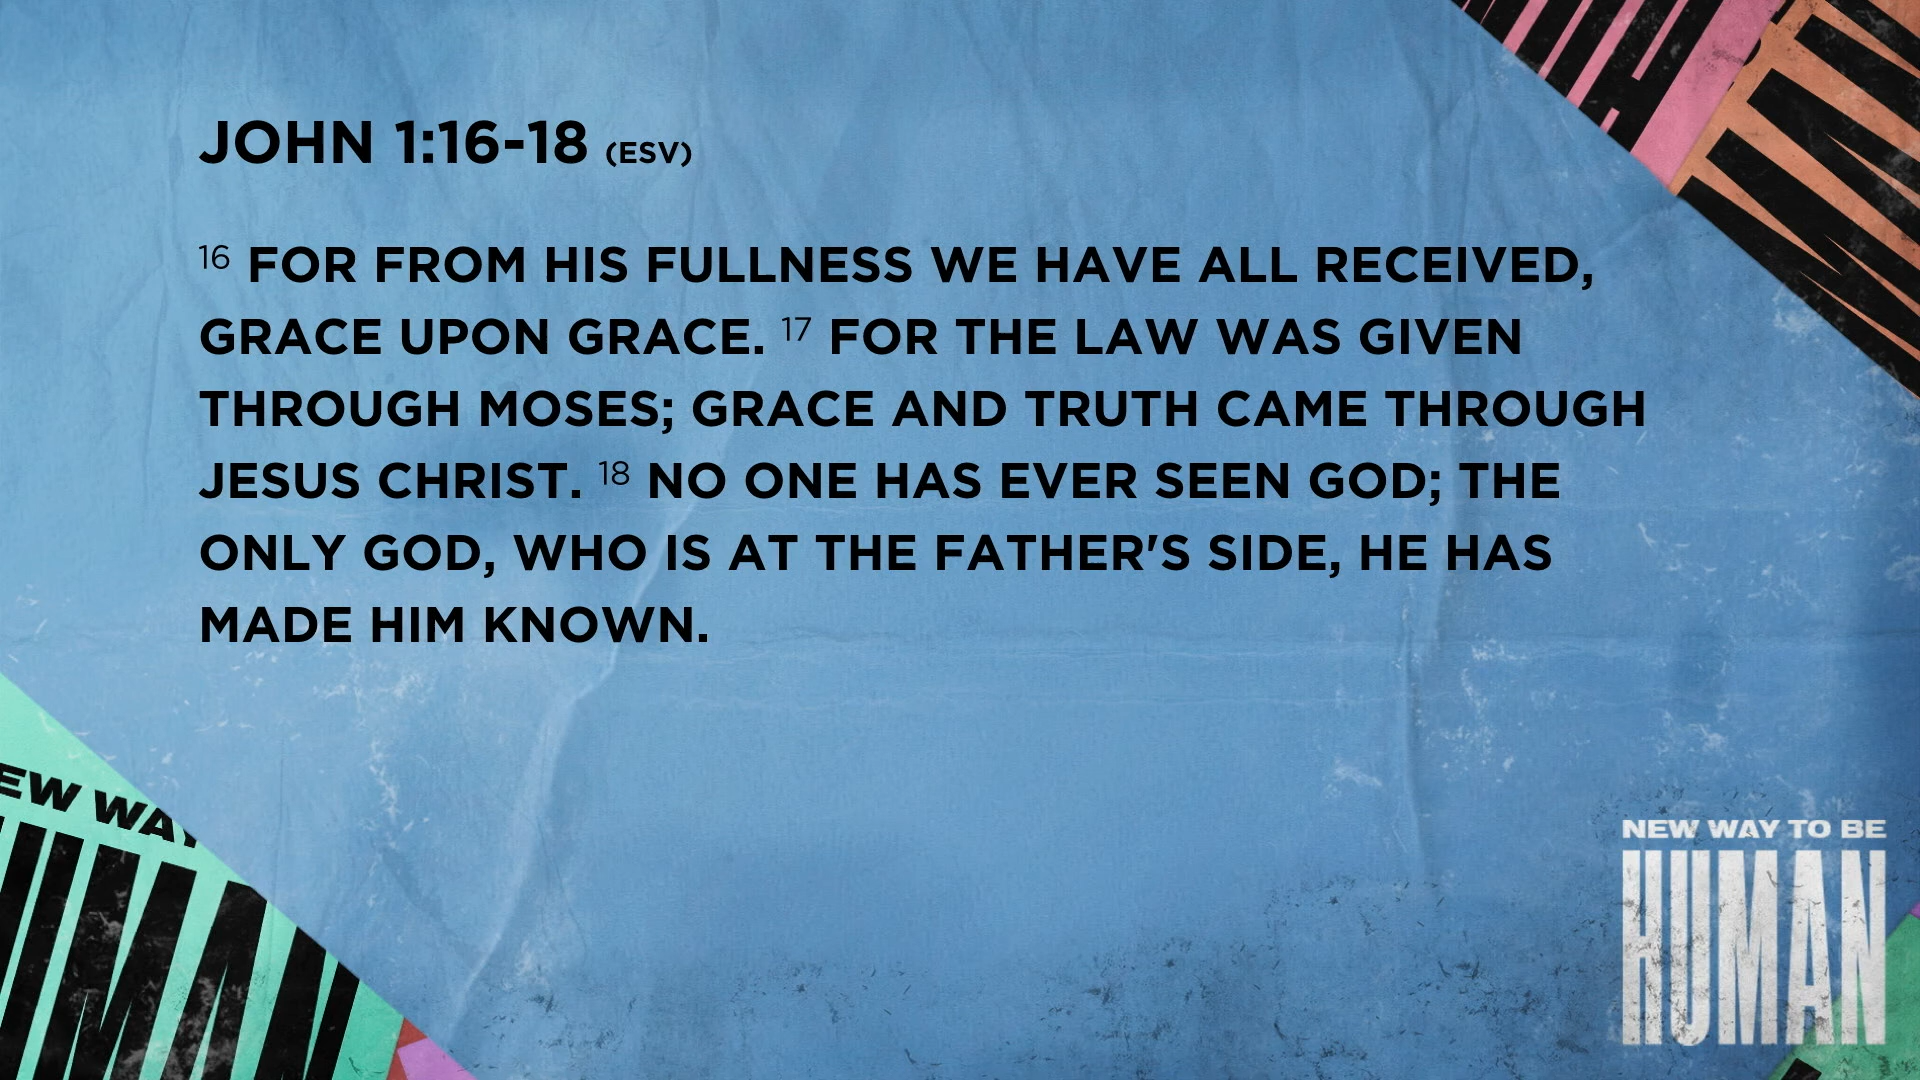 JOHN 1:16-18 (ESV)
16 FOR FROM HIS FULLNESS WE HAVE ALL RECEIVED,
GRACE UPON GRACE. 17 FOR THE LAW WAS GIVEN
THROUGH MOSES; GRACE AND TRUTH CAME THROUGH
JESUS CHRIST. 18 NO ONE HAS EVER SEEN GOD; THE
ONLY GOD, WHO IS AT THE FATHER'S SIDE, HE HAS
MADE HIM KNOWN.
EW WAY
HUMAN
NEW WAY TO BE
HUMAN